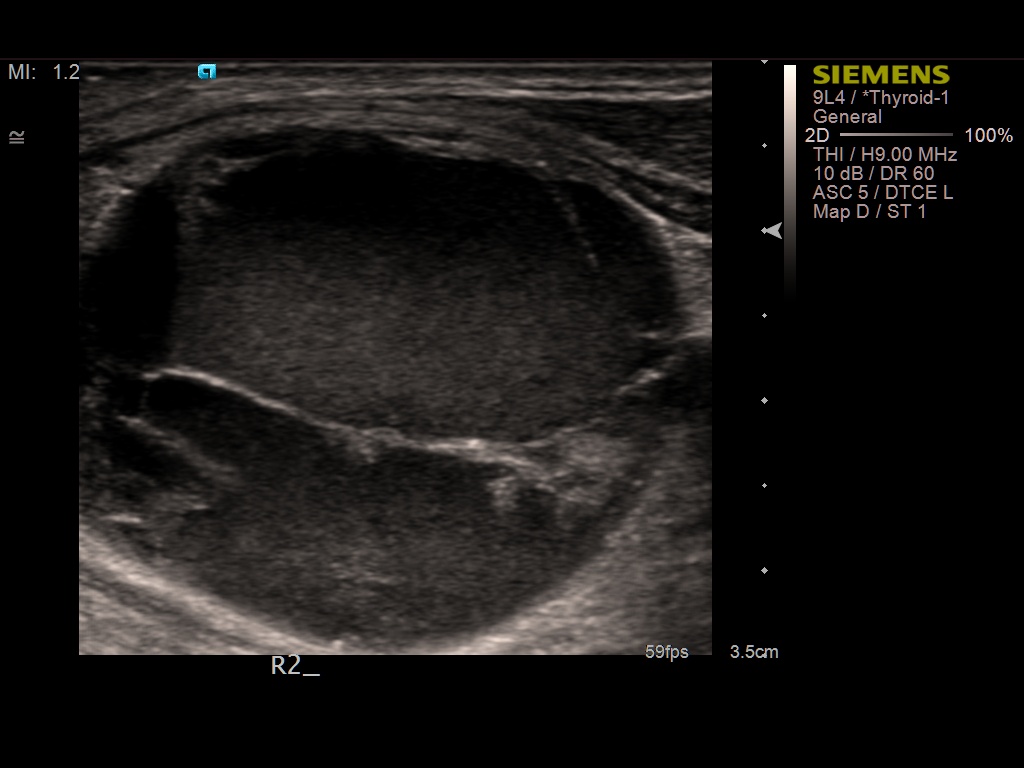 MI: 1.2
SIEMENS
9L4 / *Thyroid-1
General
2D 100%
THI / H9.00 MHz
10 dB / DR 60
ASC 5 / DTCE L
Map D / ST 1
59fps 3.5cm
R2_